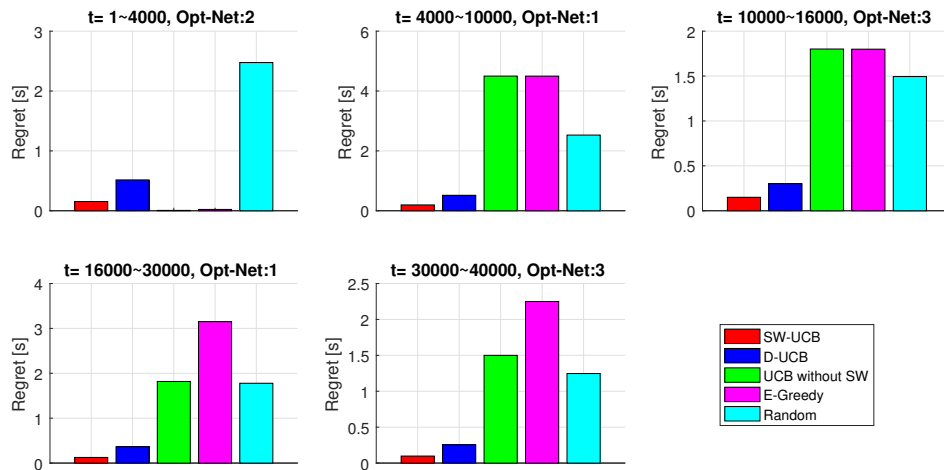 t= 1~4000, Opt-Net:2
Regret [s]
3
2
1
0
t= 4000~10000, Opt-Net:1
Regret [s]
6
4
2
0
t= 10000~16000, Opt-Net:3
Regret [s]
2
1.5
1
0.5
0
t= 16000~30000, Opt-Net:1
Regret [s]
4
3
2
1
0
t= 30000~40000, Opt-Net:3
Regret [s]
2.5
2
1.5
1
0.5
0
SW-UCB
D-UCB
UCB without SW
E-Greedy
Random